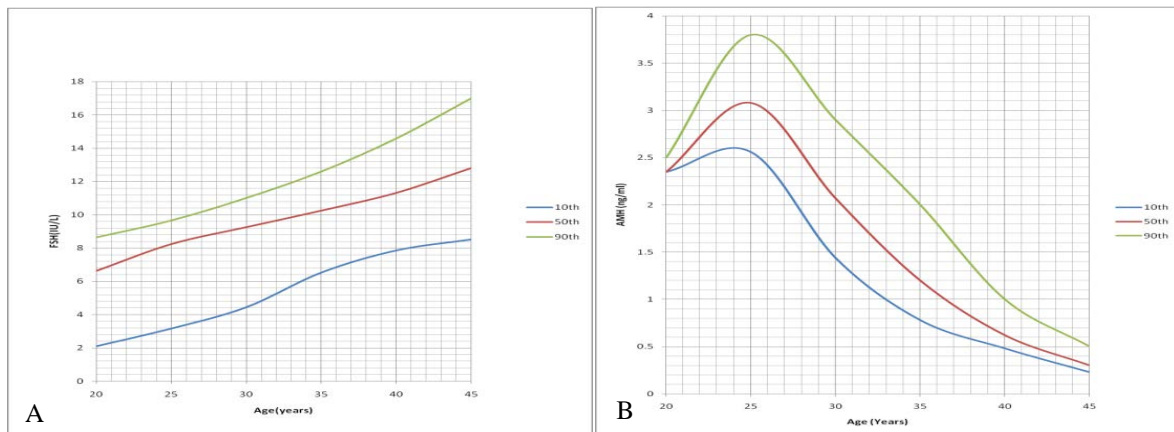 FSH(IU/L)
18
16
14
12
10
8
6
4
2
0
20 25 30 35 40 45
Age(years)
10th
50th
90th
A
AMH (ng/ml)
4
3.5
3
2.5
2
1.5
1
0.5
0
20 25 30 35 40 45
Age (Years)
10th
50th
90th
B